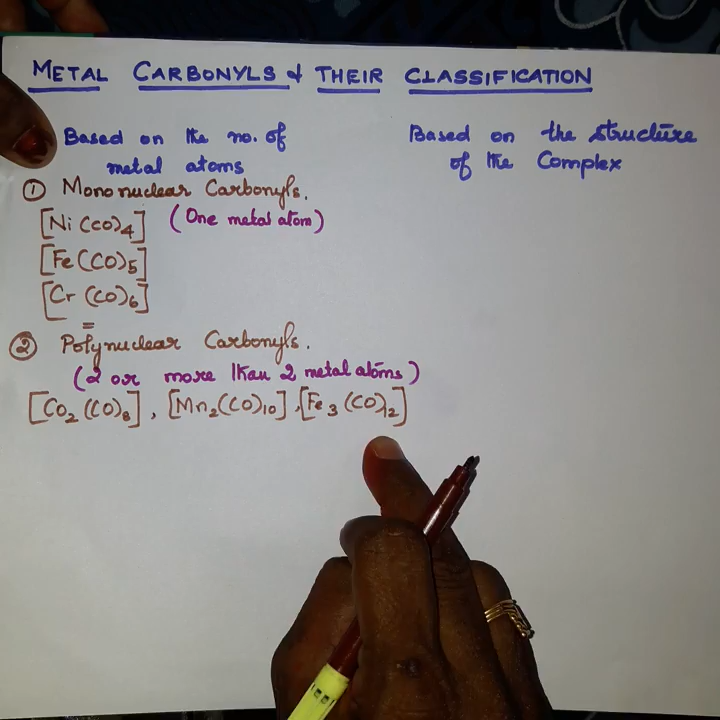 METAL CARBONYLS & THEIR CLASSIFICATION
Based on the no. of
metal atoms
① Mononuclear Carbonyls.
[Ni(CO)4] (One metal atom)
[Fe(CO)5]
[Cr(CO)6]
② Polynuclear Carbonyls.
(2 or more than 2 metal atoms)
[Co2(CO)8], [Mn2(CO)10], [Fe3(CO)12]
Based on the structure
of the Complex